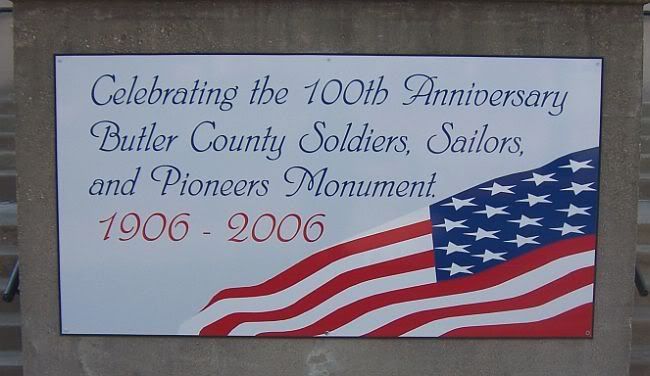 Celebrating the 100th Anniversary
Butler County Soldiers, Sailors,
and Pioneers Monument.
1906 - 2006